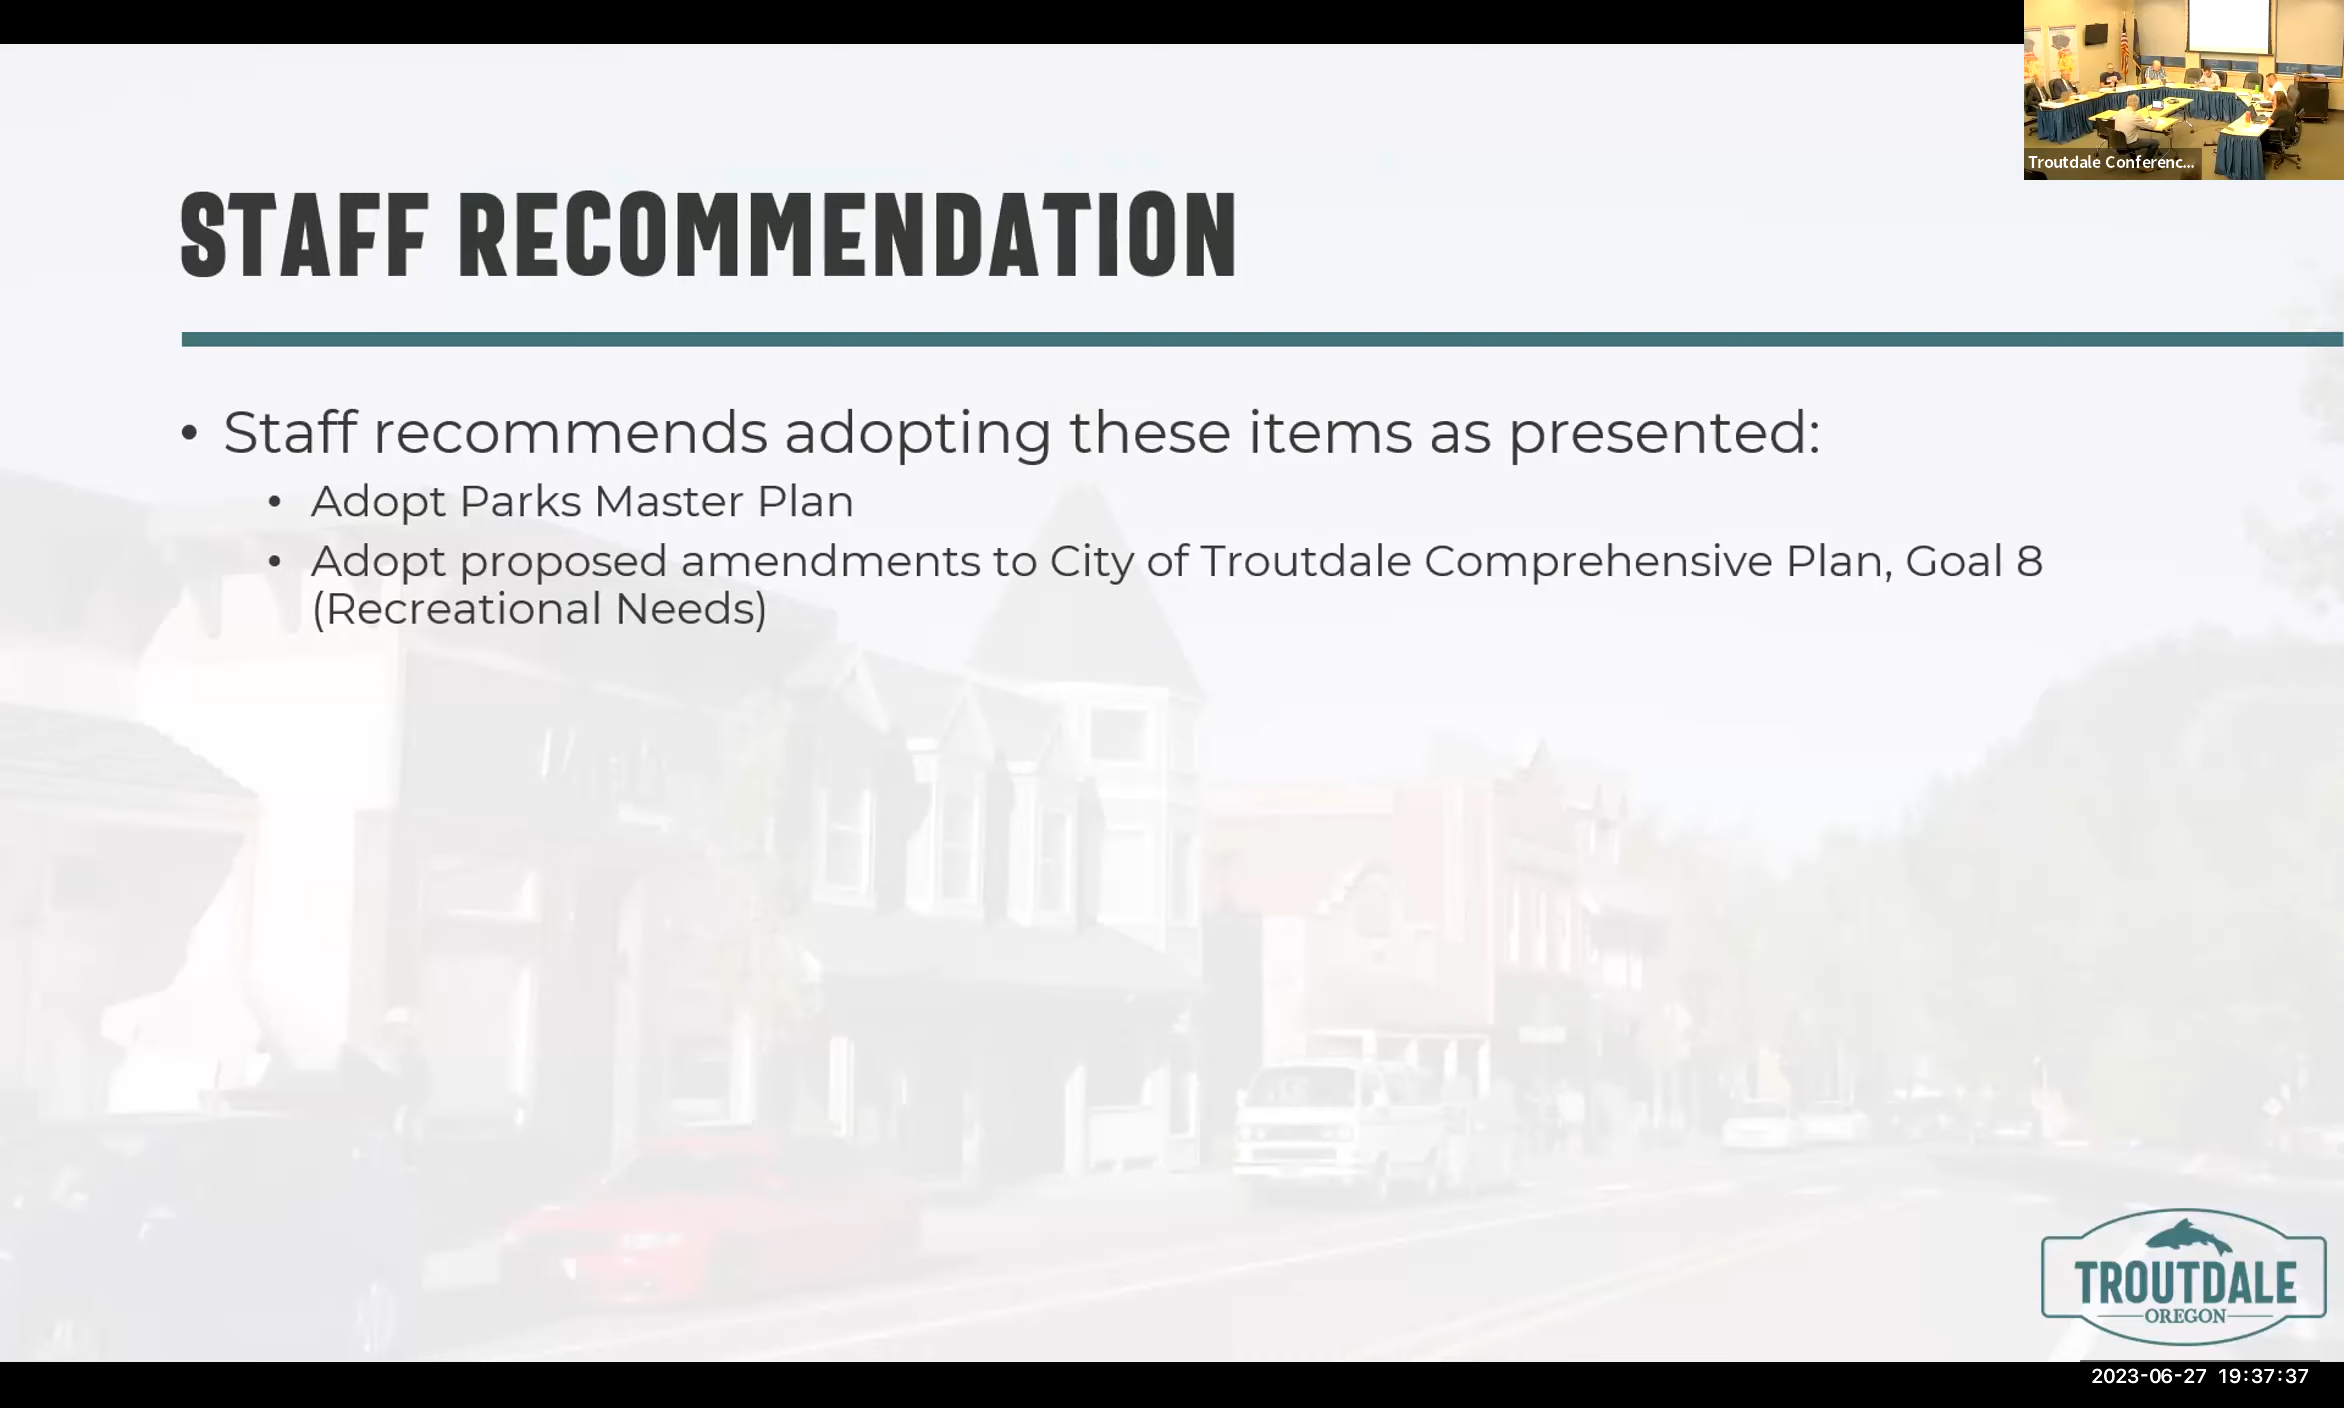 Troutdale Conferenc...
STAFF RECOMMENDATION
• Staff recommends adopting these items as presented:
• Adopt Parks Master Plan
• Adopt proposed amendments to City of Troutdale Comprehensive Plan, Goal 8
(Recreational Needs)
TROUTDALE
OREGON
2023-06-27 19:37:37